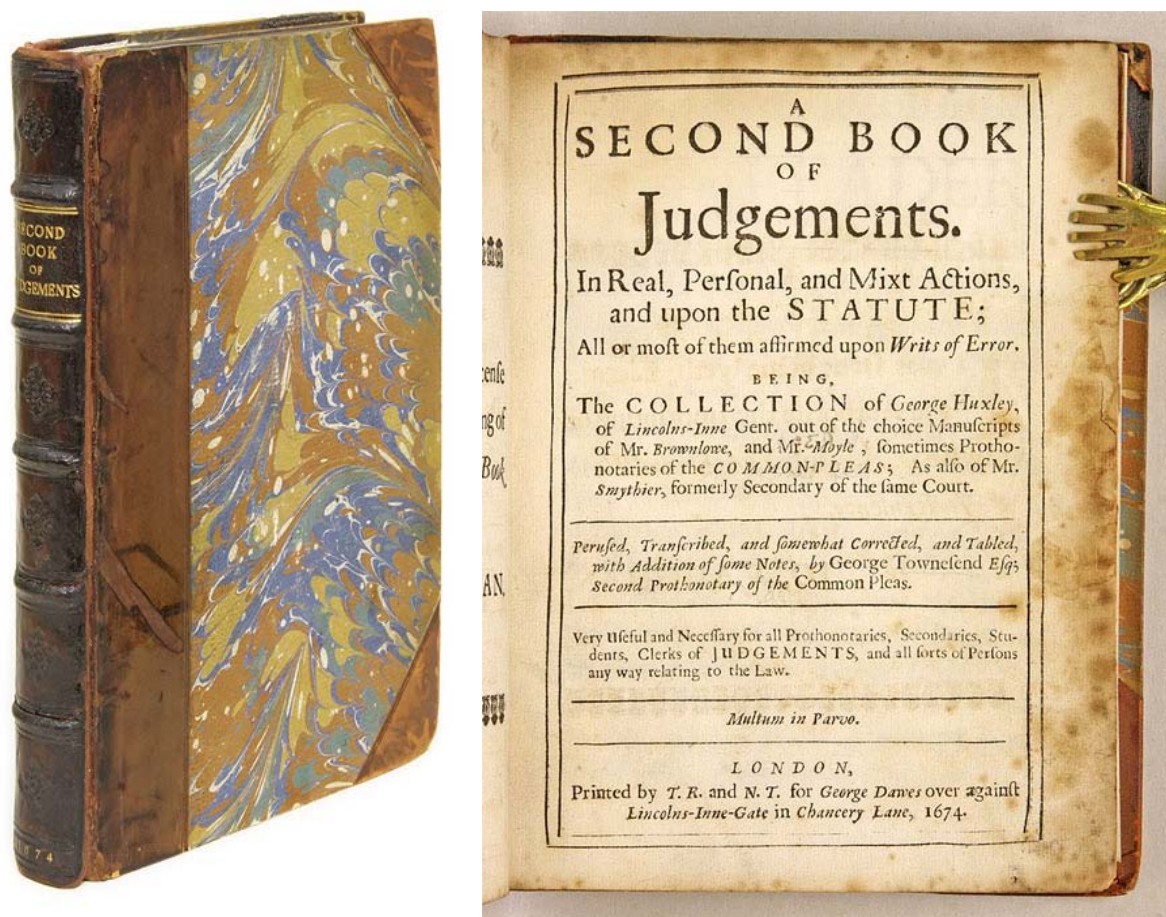 SECOND
BOOK
OF
JUDGEMENTS
1674
cense
ng of
Book
AN,
A
SECOND BOOK
OF
Judgements.
In Real, Perſonal, and Mixt Actions,
and upon the STATUTE;
All or moſt of them affirmed upon Writs of Error.
BEING,
The COLLECTION of George Huxley,
of Lincolns-Inne Gent. out of the choice Manuſcripts
of Mr. Brownlowe, and Mr. Moyle, ſometimes Protho-
notaries of the COMMON-PLEAS; As alſo of Mr.
Smythier, formerly Secondary of the ſame Court.
Peruſed, Tranſcribed, and ſomewhat Corrected, and Tabled,
with Addition of ſome Notes, by George Towneſend Eſq;
Second Prothonotary of the Common Pleas.
Very Uſeful and Neceſſary for all Prothonotaries, Secondaries, Stu-
dents, Clerks of JUDGEMENTS, and all ſorts of Perſons
any way relating to the Law.
Multum in Parvo.
LONDON,
Printed by T. R. and N. T. for George Dawes over againſt
Lincolns-Inne-Gate in Chancery Lane, 1674.